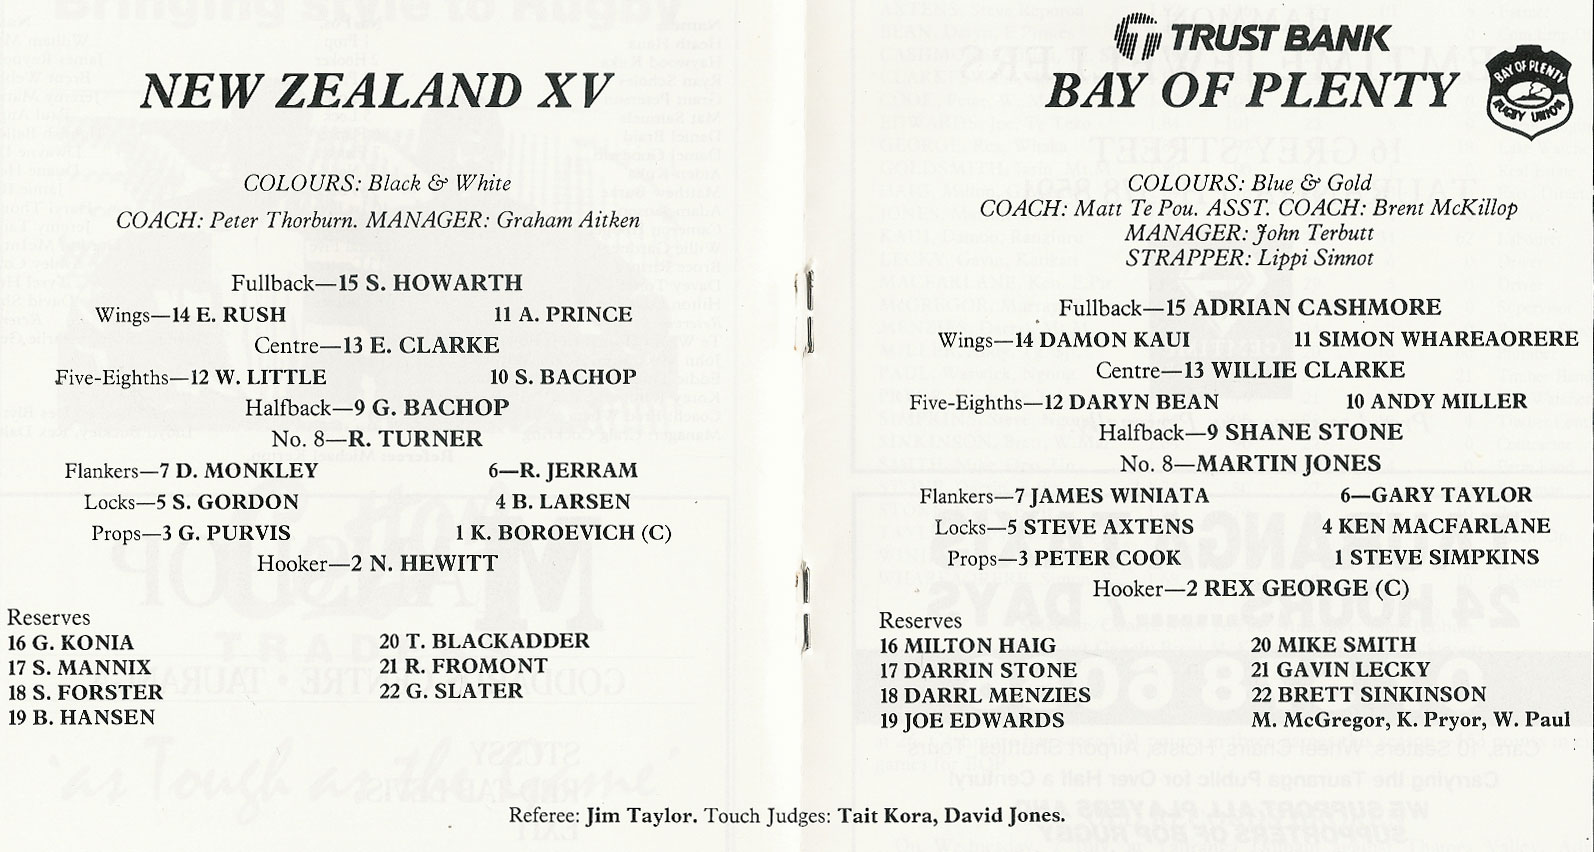 NEW ZEALAND XV
COLOURS: Black & White
COACH: Peter Thorburn. MANAGER: Graham Aitken
Fullback—15 S. HOWARTH
Wings—14 E. RUSH 11 A. PRINCE
Centre—13 E. CLARKE
Five-Eighths—12 W. LITTLE 10 S. BACHOP
Halfback—9 G. BACHOP
No. 8—R. TURNER
Flankers—7 D. MONKLEY 6—R. JERRAM
Locks—5 S. GORDON 4 B. LARSEN
Props—3 G. PURVIS 1 K. BOROEVICH (C)
Hooker—2 N. HEWITT
Reserves
16 G. KONIA 20 T. BLACKADDER
17 S. MANNIX 21 R. FROMONT
18 S. FORSTER 22 G. SLATER
19 B. HANSEN
TRUST BANK
BAY OF PLENTY
BAY OF PLENTY
RUGBY UNION
COLOURS: Blue & Gold
COACH: Matt Te Pou. ASST. COACH: Brent McKillop
MANAGER: John Terbutt
STRAPPER: Lippi Sinnot
Fullback—15 ADRIAN CASHMORE
Wings—14 DAMON KAUI 11 SIMON WHAREAORERE
Centre—13 WILLIE CLARKE
Five-Eighths—12 DARYN BEAN 10 ANDY MILLER
Halfback—9 SHANE STONE
No. 8—MARTIN JONES
Flankers—7 JAMES WINIATA 6—GARY TAYLOR
Locks—5 STEVE AXTENS 4 KEN MACFARLANE
Props—3 PETER COOK 1 STEVE SIMPKINS
Hooker—2 REX GEORGE (C)
Reserves
16 MILTON HAIG 20 MIKE SMITH
17 DARRIN STONE 21 GAVIN LECKY
18 DARRL MENZIES 22 BRETT SINKINSON
19 JOE EDWARDS M. McGregor, K. Pryor, W. Paul
Referee: Jim Taylor. Touch Judges: Tait Kora, David Jones.